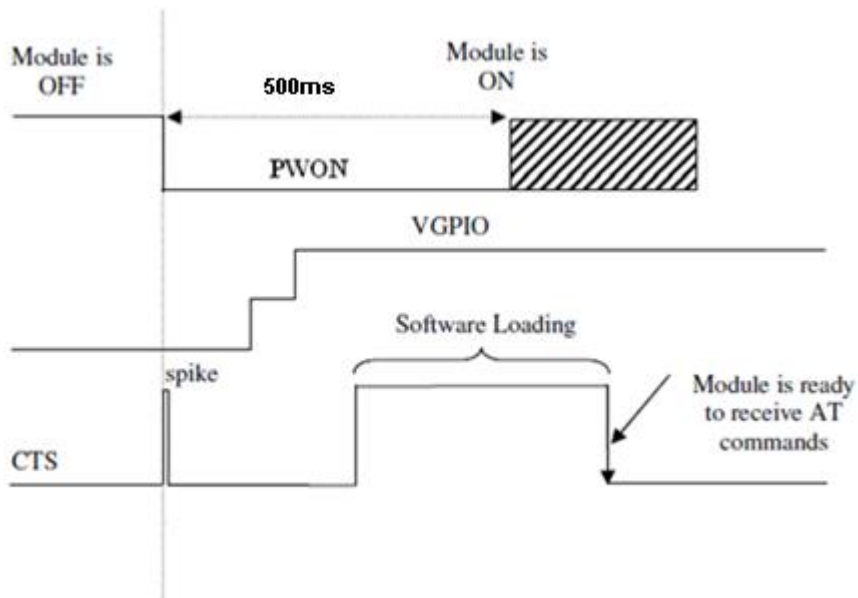 Module is
OFF
500ms
Module is
ON
PWON
VGPIO
Software Loading
spike
Module is ready
to receive AT
commands
CTS